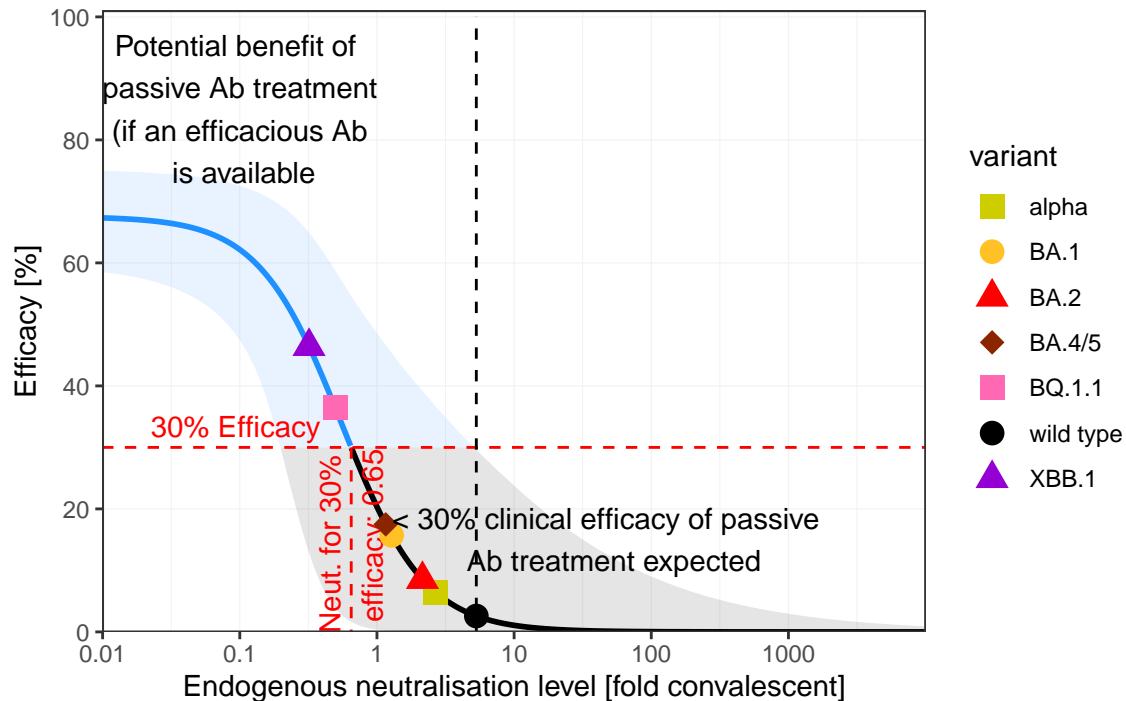 100
80
60
40
20
0
Efficacy [%]
Potential benefit of
passive Ab treatment
(if an efficacious Ab
is available
30% Efficacy
Neut. for 30%
efficacy: 0.65
< 30% clinical efficacy of passive
Ab treatment expected
0.01 0.1 1 10 100 1000
Endogenous neutralisation level [fold convalescent]
variant
alpha
BA.1
BA.2
BA.4/5
BQ.1.1
wild type
XBB.1